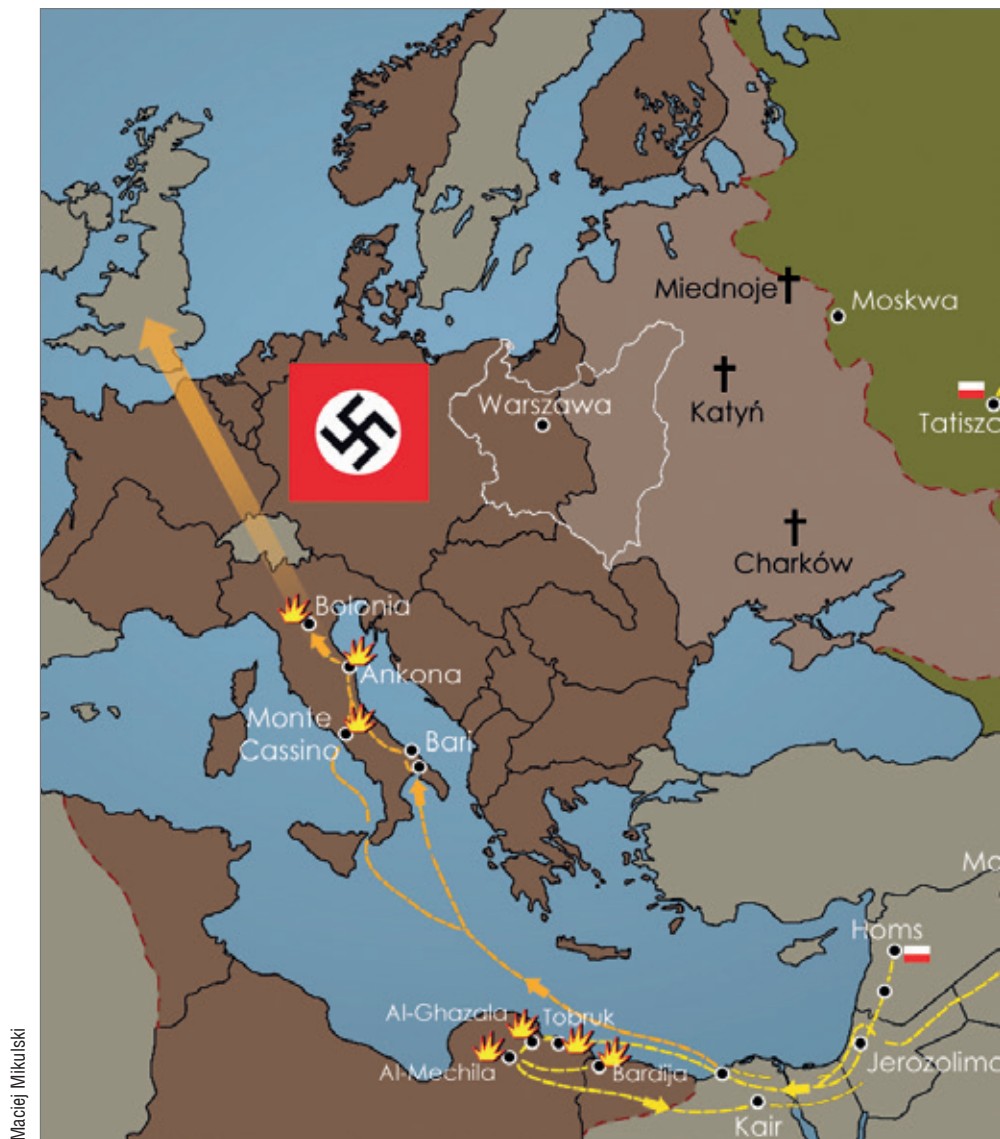 Miednoje
Moskwa
Katyń
Warszawa
Tatiszc
Charków
Bolonia
Ankona
Monte
Cassino
Bari
Ma
Homs
Al-Ghazala
Tobruk
Al-Mechila
Bardija
Jerozolima
Kair
Maciej Mikulski